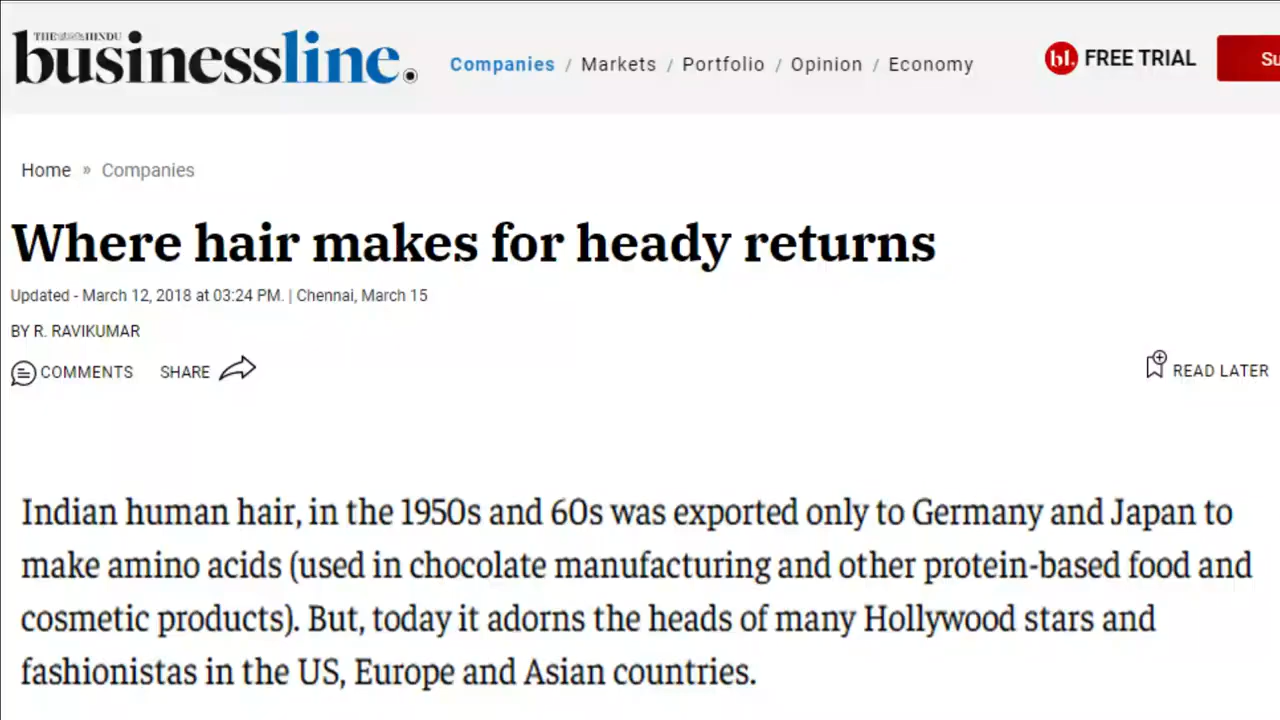 THE HINDU
businessline.
Companies / Markets / Portfolio / Opinion / Economy
bl. FREE TRIAL
Su
Home » Companies
Where hair makes for heady returns
Updated - March 12, 2018 at 03:24 PM. | Chennai, March 15
BY R. RAVIKUMAR
COMMENTS SHARE
READ LATER
Indian human hair, in the 1950s and 60s was exported only to Germany and Japan to
make amino acids (used in chocolate manufacturing and other protein-based food and
cosmetic products). But, today it adorns the heads of many Hollywood stars and
fashionistas in the US, Europe and Asian countries.